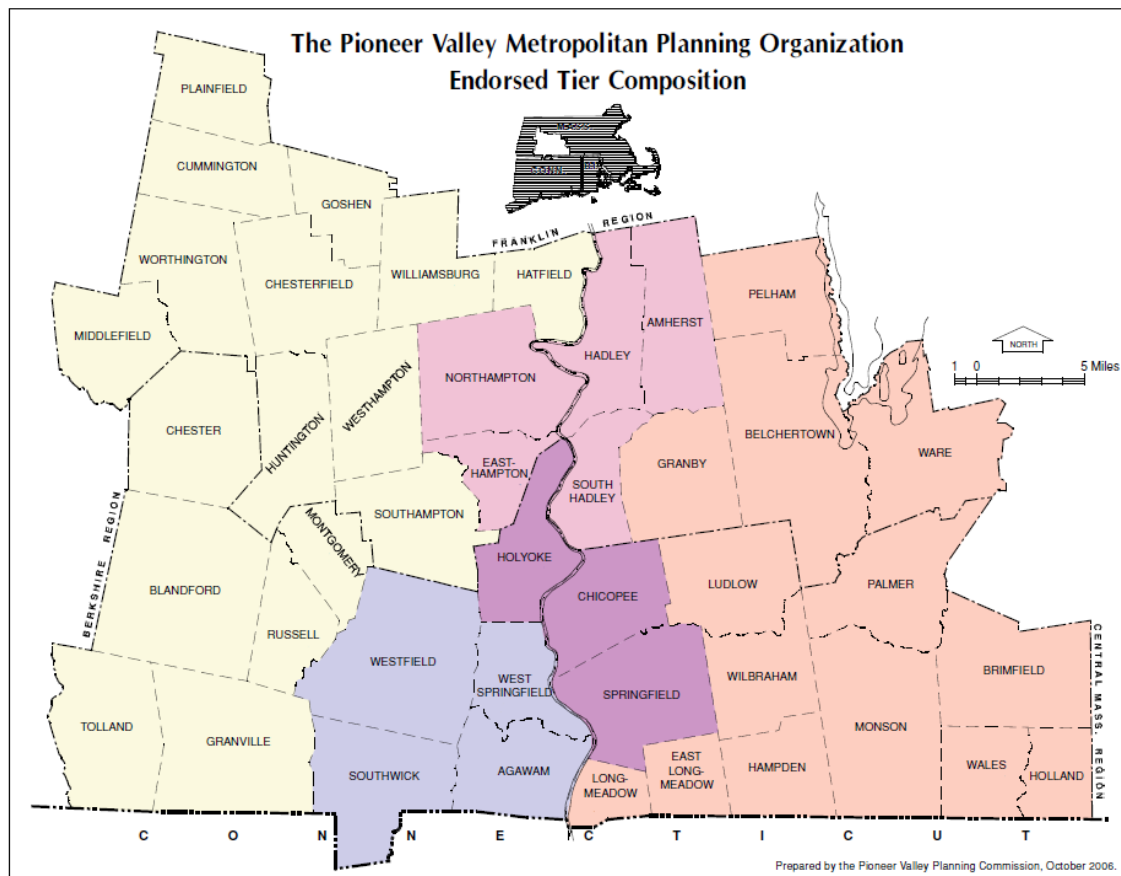 The Pioneer Valley Metropolitan Planning Organization
Endorsed Tier Composition
MASS.
CONN.
R.I.
PLAINFIELD
CUMMINGTON
GOSHEN
FRANKLIN REGION
WORTHINGTON
CHESTERFIELD
WILLIAMSBURG
HATFIELD
PELHAM
MIDDLEFIELD
AMHERST
HADLEY
NORTH
1 0 5 Miles
NORTHAMPTON
WESTHAMPTON
CHESTER
HUNTINGTON
BELCHERTOWN
WARE
EAST-
HAMPTON
GRANBY
SOUTH
HADLEY
SOUTHAMPTON
MONTGOMERY
BERKSHIRE REGION
HOLYOKE
CHICOPEE
LUDLOW
PALMER
BLANDFORD
RUSSELL
WESTFIELD
WEST
SPRINGFIELD
SPRINGFIELD
WILBRAHAM
BRIMFIELD
CENTRAL MASS. REGION
TOLLAND
GRANVILLE
MONSON
SOUTHWICK
AGAWAM
LONG-
MEADOW
EAST
LONG-
MEADOW
HAMPDEN
WALES
HOLLAND
C O N N E C T I C U T
Prepared by the Pioneer Valley Planning Commission, October 2006.